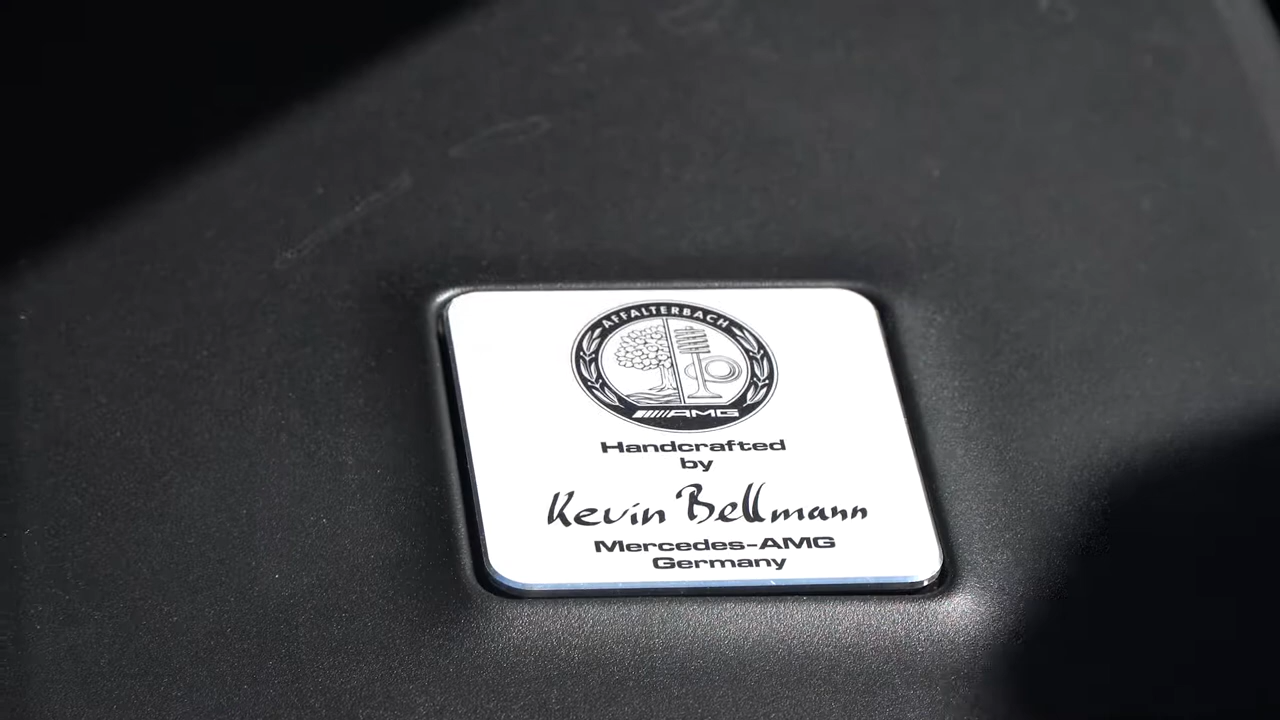 AFFALTERBACH
AMG
Handcrafted
by
Kevin Bellmann
Mercedes-AMG
Germany